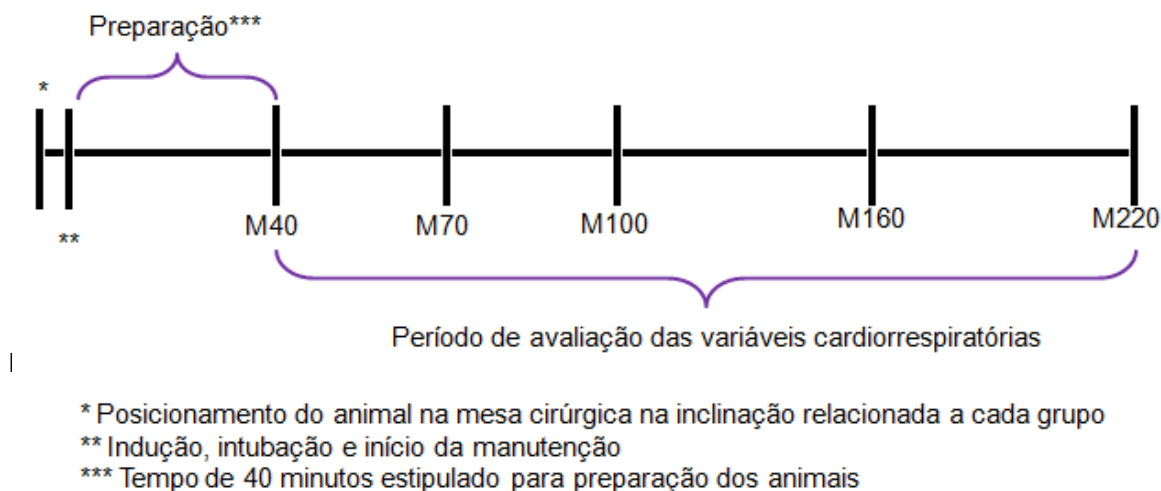 Preparação***
*
**
M40
M70
M100
M160
M220
Período de avaliação das variáveis cardiorrespiratórias
* Posicionamento do animal na mesa cirúrgica na inclinação relacionada a cada grupo
** Indução, intubação e início da manutenção
*** Tempo de 40 minutos estipulado para preparação dos animais